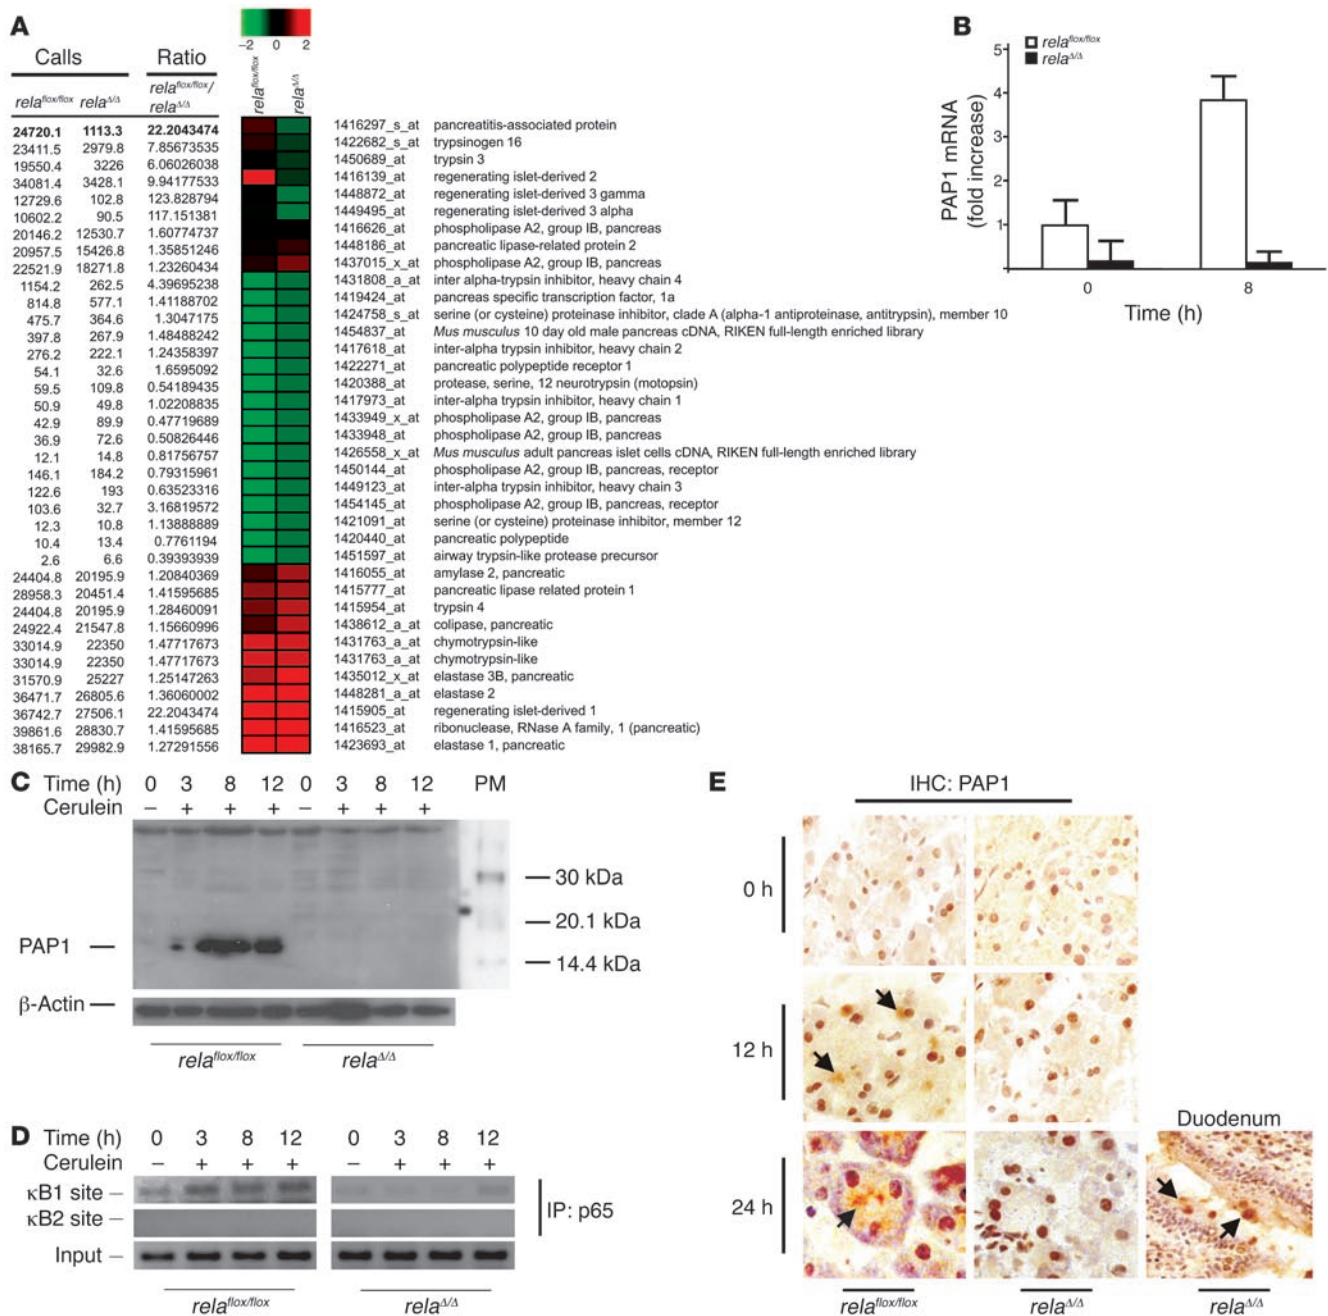 A
−2 0 2
Calls Ratio
rela^flox/flox rela^Δ/Δ rela^flox/flox/ rela^Δ/Δ rela^flox/flox rela^Δ/Δ
24720.1 1113.3 22.2043474 1416297_s_at pancreatitis-associated protein
23411.5 2979.8 7.85673535 1422682_s_at trypsinogen 16
19550.4 3226 6.06026038 1450689_at trypsin 3
34081.4 3428.1 9.94177533 1416139_at regenerating islet-derived 2
12729.6 102.8 123.828794 1448872_at regenerating islet-derived 3 gamma
10602.2 90.5 117.151381 1449495_at regenerating islet-derived 3 alpha
20146.2 12530.7 1.60774737 1416626_at phospholipase A2, group IB, pancreas
20957.5 15426.8 1.35851246 1448186_at pancreatic lipase-related protein 2
22521.9 18271.8 1.23260434 1437015_x_at phospholipase A2, group IB, pancreas
1154.2 262.5 4.39695238 1431808_a_at inter alpha-trypsin inhibitor, heavy chain 4
814.8 577.1 1.41188702 1419424_at pancreas specific transcription factor, 1a
475.7 364.6 1.3047175 1424758_s_at serine (or cysteine) proteinase inhibitor, clade A (alpha-1 antiproteinase, antitrypsin), member 10
397.8 267.9 1.48488242 1454837_at Mus musculus 10 day old male pancreas cDNA, RIKEN full-length enriched library
276.2 222.1 1.24358397 1417618_at inter-alpha trypsin inhibitor, heavy chain 2
54.1 32.6 1.6595092 1422271_at pancreatic polypeptide receptor 1
59.5 109.8 0.54189435 1420388_at protease, serine, 12 neurotrypsin (motopsin)
50.9 49.8 1.02208835 1417973_at inter-alpha trypsin inhibitor, heavy chain 1
42.9 89.9 0.47719689 1433949_x_at phospholipase A2, group IB, pancreas
36.9 72.6 0.50826446 1433948_at phospholipase A2, group IB, pancreas
12.1 14.8 0.81756757 1426558_x_at Mus musculus adult pancreas islet cells cDNA, RIKEN full-length enriched library
146.1 184.2 0.79315961 1450144_at phospholipase A2, group IB, pancreas, receptor
122.6 193 0.63523316 1449123_at inter-alpha trypsin inhibitor, heavy chain 3
103.6 32.7 3.16819572 1454145_at phospholipase A2, group IB, pancreas, receptor
12.3 10.8 1.13888889 1421091_at serine (or cysteine) proteinase inhibitor, member 12
10.4 13.4 0.7761194 1420440_at pancreatic polypeptide
2.6 6.6 0.39393939 1451597_at airway trypsin-like protease precursor
24404.8 20195.9 1.20840369 1416055_at amylase 2, pancreatic
28958.3 20451.4 1.41595685 1415777_at pancreatic lipase related protein 1
24404.8 20195.9 1.28460091 1415954_at trypsin 4
24922.4 21547.8 1.15660996 1438612_a_at colipase, pancreatic
33014.9 22350 1.47717673 1431763_a_at chymotrypsin-like
33014.9 22350 1.47717673 1431763_a_at chymotrypsin-like
31570.9 25227 1.25147263 1435012_x_at elastase 3B, pancreatic
36471.7 26805.6 1.36060002 1448281_a_at elastase 2
36742.7 27506.1 22.2043474 1415905_at regenerating islet-derived 1
39861.6 28830.7 1.41595685 1416523_at ribonuclease, RNase A family, 1 (pancreatic)
38165.7 29982.9 1.27291556 1423693_at elastase 1, pancreatic
B
rela^flox/flox
rela^Δ/Δ
PAP1 mRNA
(fold increase)
5
4
3
2
1
0 8
Time (h)
C
Time (h) 0 3 8 12 0 3 8 12 PM
Cerulein − + + + − + + +
30 kDa
20.1 kDa
PAP1
14.4 kDa
β-Actin
rela^flox/flox rela^Δ/Δ
D
Time (h) 0 3 8 12 0 3 8 12
Cerulein − + + + − + + +
κB1 site
κB2 site
IP: p65
Input
rela^flox/flox rela^Δ/Δ
E
IHC: PAP1
0 h
12 h
Duodenum
24 h
rela^flox/flox rela^Δ/Δ rela^Δ/Δ